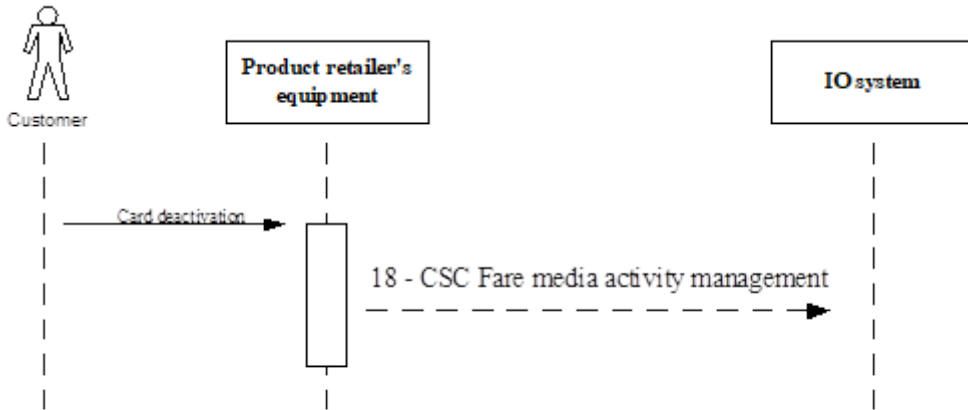 Product retailer's
equipment
IO system
Customer
Card deactivation
18 - CSC Fare media activity management